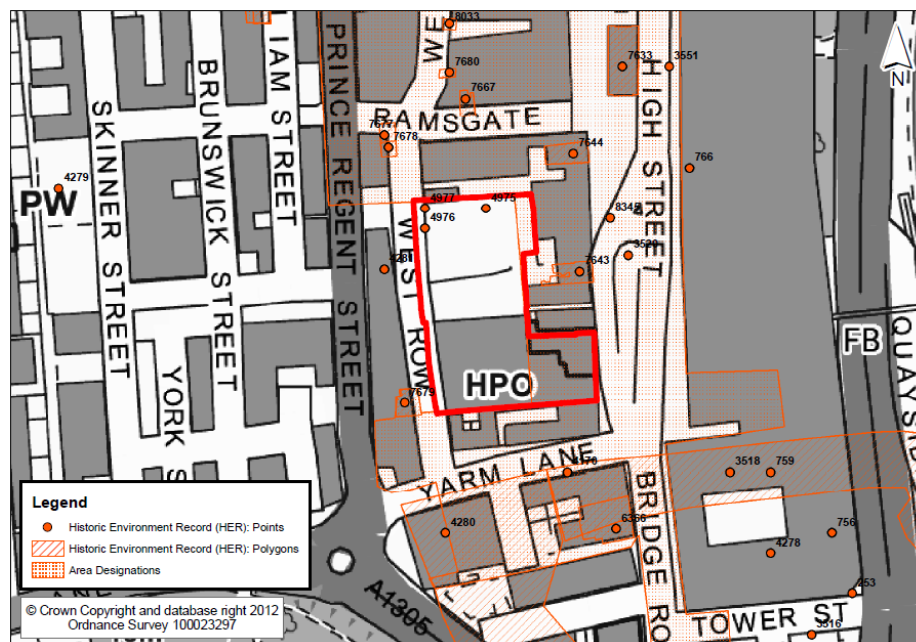 8033
7680
7667
7677
7678
RAMSGATE
7633
3551
HIGH STREET
N
IAM STREET
PRINCE REGENT STREET
BRUNSWICK STREET
SKINNER STREET
4279
PW
7644
766
4977
4975
4976
8345
3520
7643
WEST ROW
HPO
7679
FB
YARM LANE
4170
3518
759
BRIDGE RO
4280
6366
756
4278
253
TOWER ST
3516
A1305
YORK S
Legend
Historic Environment Record (HER): Points
Historic Environment Record (HER): Polygons
Area Designations
© Crown Copyright and database right 2012
Ordnance Survey 100023297